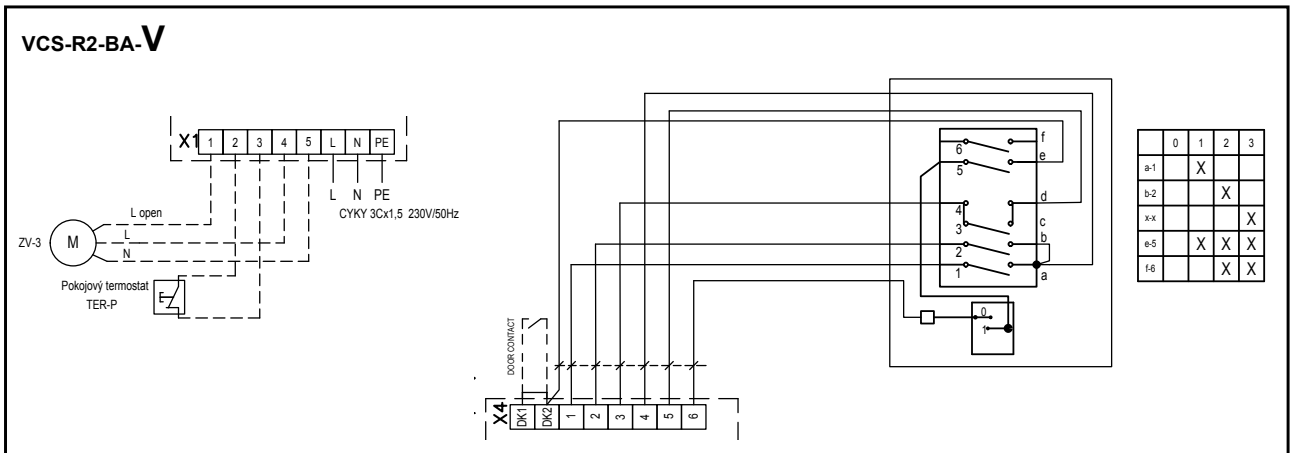 VCS-R2-BA-V
X1 1 2 3 4 5 L N PE
L N PE
CYKY 3Cx1,5 230V/50Hz
L open
L
N
ZV-3
M
Pokojový termostat
TER-P
DOOR CONTACT
X4 DK1 DK2 1 2 3 4 5 6
6 f
5 e
4 d
3 c
2 b
1 a
0
1
0 1 2 3
a-1 X
b-2 X
x-x X
e-5 X X X
f-6 X X